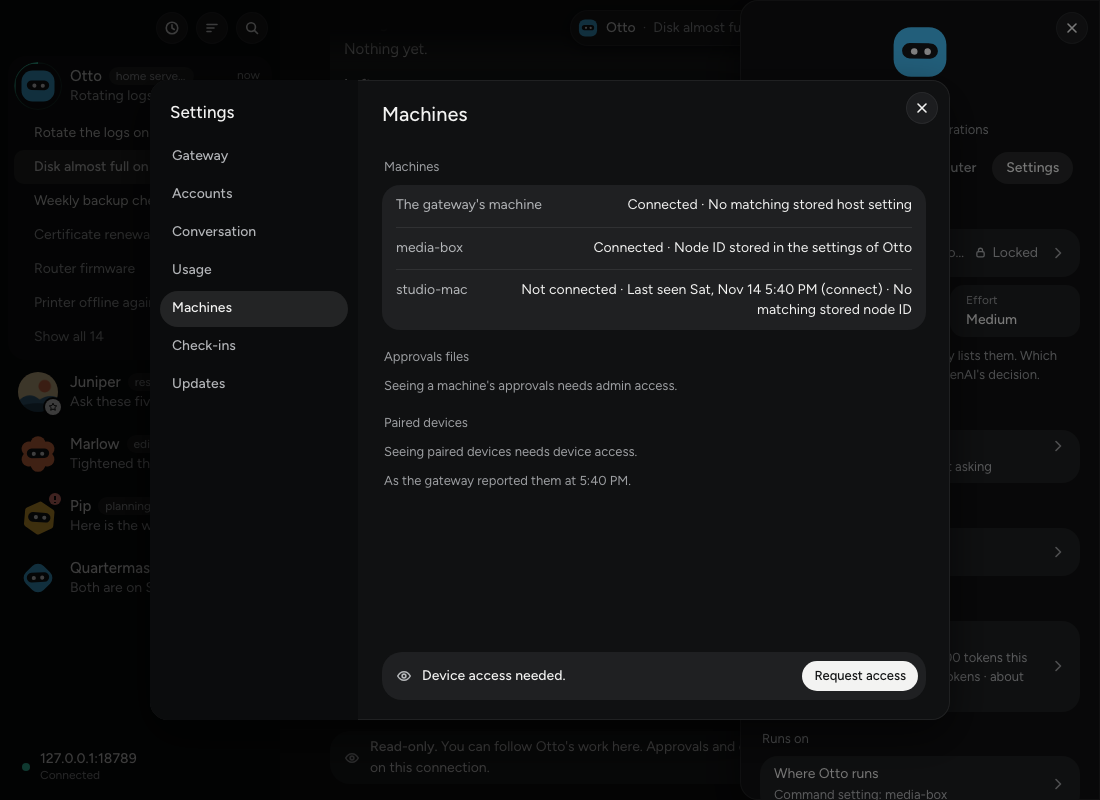 Otto · Disk almost fu
Nothing yet.
Otto home serve... now
Rotating logs
Rotate the logs on
Disk almost full on
Weekly backup che
Certificate renewa
Router firmware
Printer offline agai
Show all 14
Juniper res
Ask these fiv
Marlow edi
Tightened th
Pip planning
Here is the w
Quartermas
Both are on S
127.0.0.1:18789
Connected
Settings
Gateway
Accounts
Conversation
Usage
Machines
Check-ins
Updates
Machines
Machines
The gateway's machine Connected · No matching stored host setting
media-box Connected · Node ID stored in the settings of Otto
studio-mac Not connected · Last seen Sat, Nov 14 5:40 PM (connect) · No
matching stored node ID
Approvals files
Seeing a machine's approvals needs admin access.
Paired devices
Seeing paired devices needs device access.
As the gateway reported them at 5:40 PM.
Device access needed. Request access
Read-only. You can follow Otto's work here. Approvals and
on this connection.
rations
uter Settings
o... Locked
Effort
Medium
y lists them. Which
enAI's decision.
t asking
00 tokens this
okens · about
Runs on
Where Otto runs
Command setting: media-box